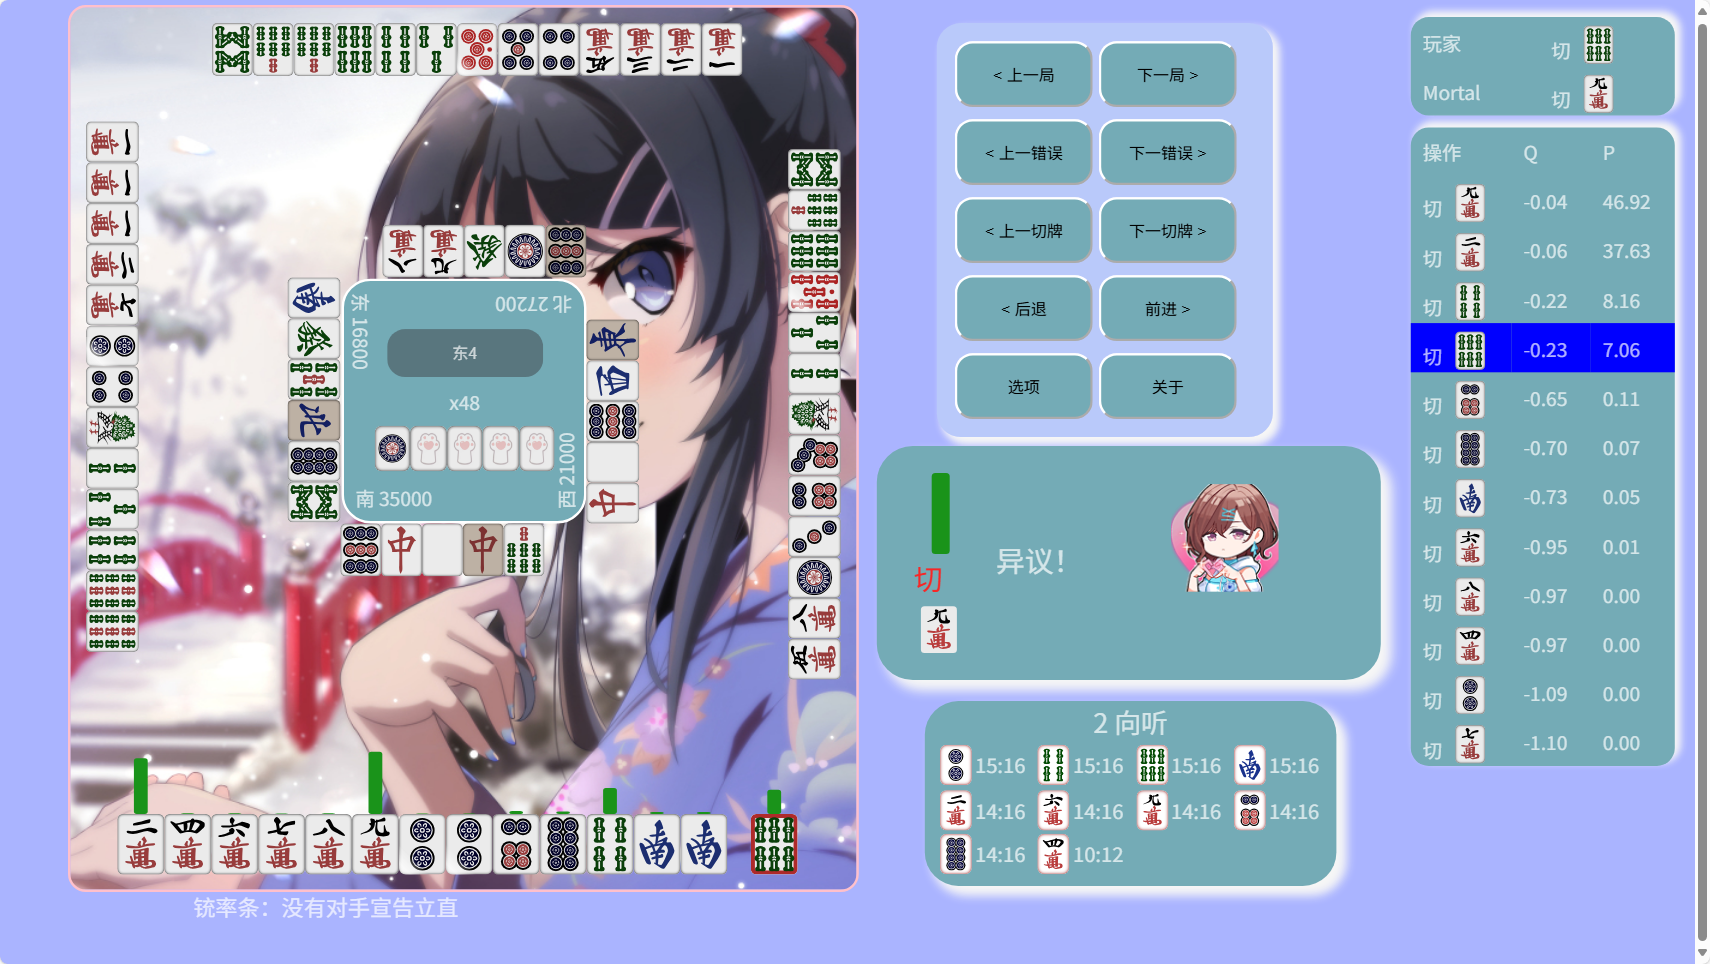 东 16800
北 27200
东4
x48
南 35000
西 21000
铳率条：没有对手宣告立直
< 上一局
下一局 >
< 上一错误
下一错误 >
< 上一切牌
下一切牌 >
< 后退
前进 >
选项
关于
异议！
切
2 向听
15:16 15:16 15:16 15:16
14:16 14:16 14:16 14:16
14:16 10:12
玩家 切
Mortal 切
操作 Q P
切 -0.04 46.92
切 -0.06 37.63
切 -0.22 8.16
切 -0.23 7.06
切 -0.65 0.11
切 -0.70 0.07
切 -0.73 0.05
切 -0.95 0.01
切 -0.97 0.00
切 -0.97 0.00
切 -1.09 0.00
切 -1.10 0.00